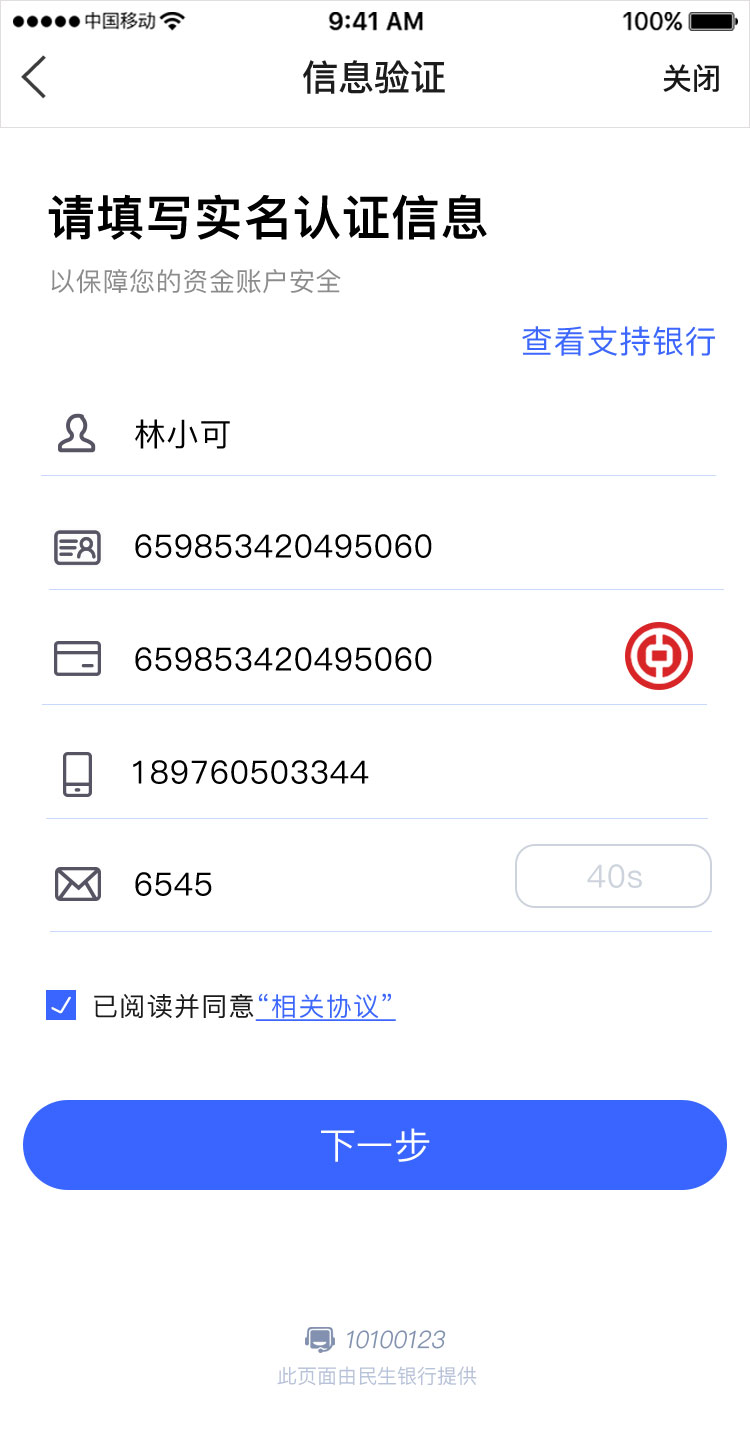 中国移动 9:41 AM 100%
信息验证 关闭
请填写实名认证信息
以保障您的资金账户安全
查看支持银行
林小可
659853420495060
659853420495060
189760503344
6545 40s
已阅读并同意“相关协议”
下一步
10100123
此页面由民生银行提供